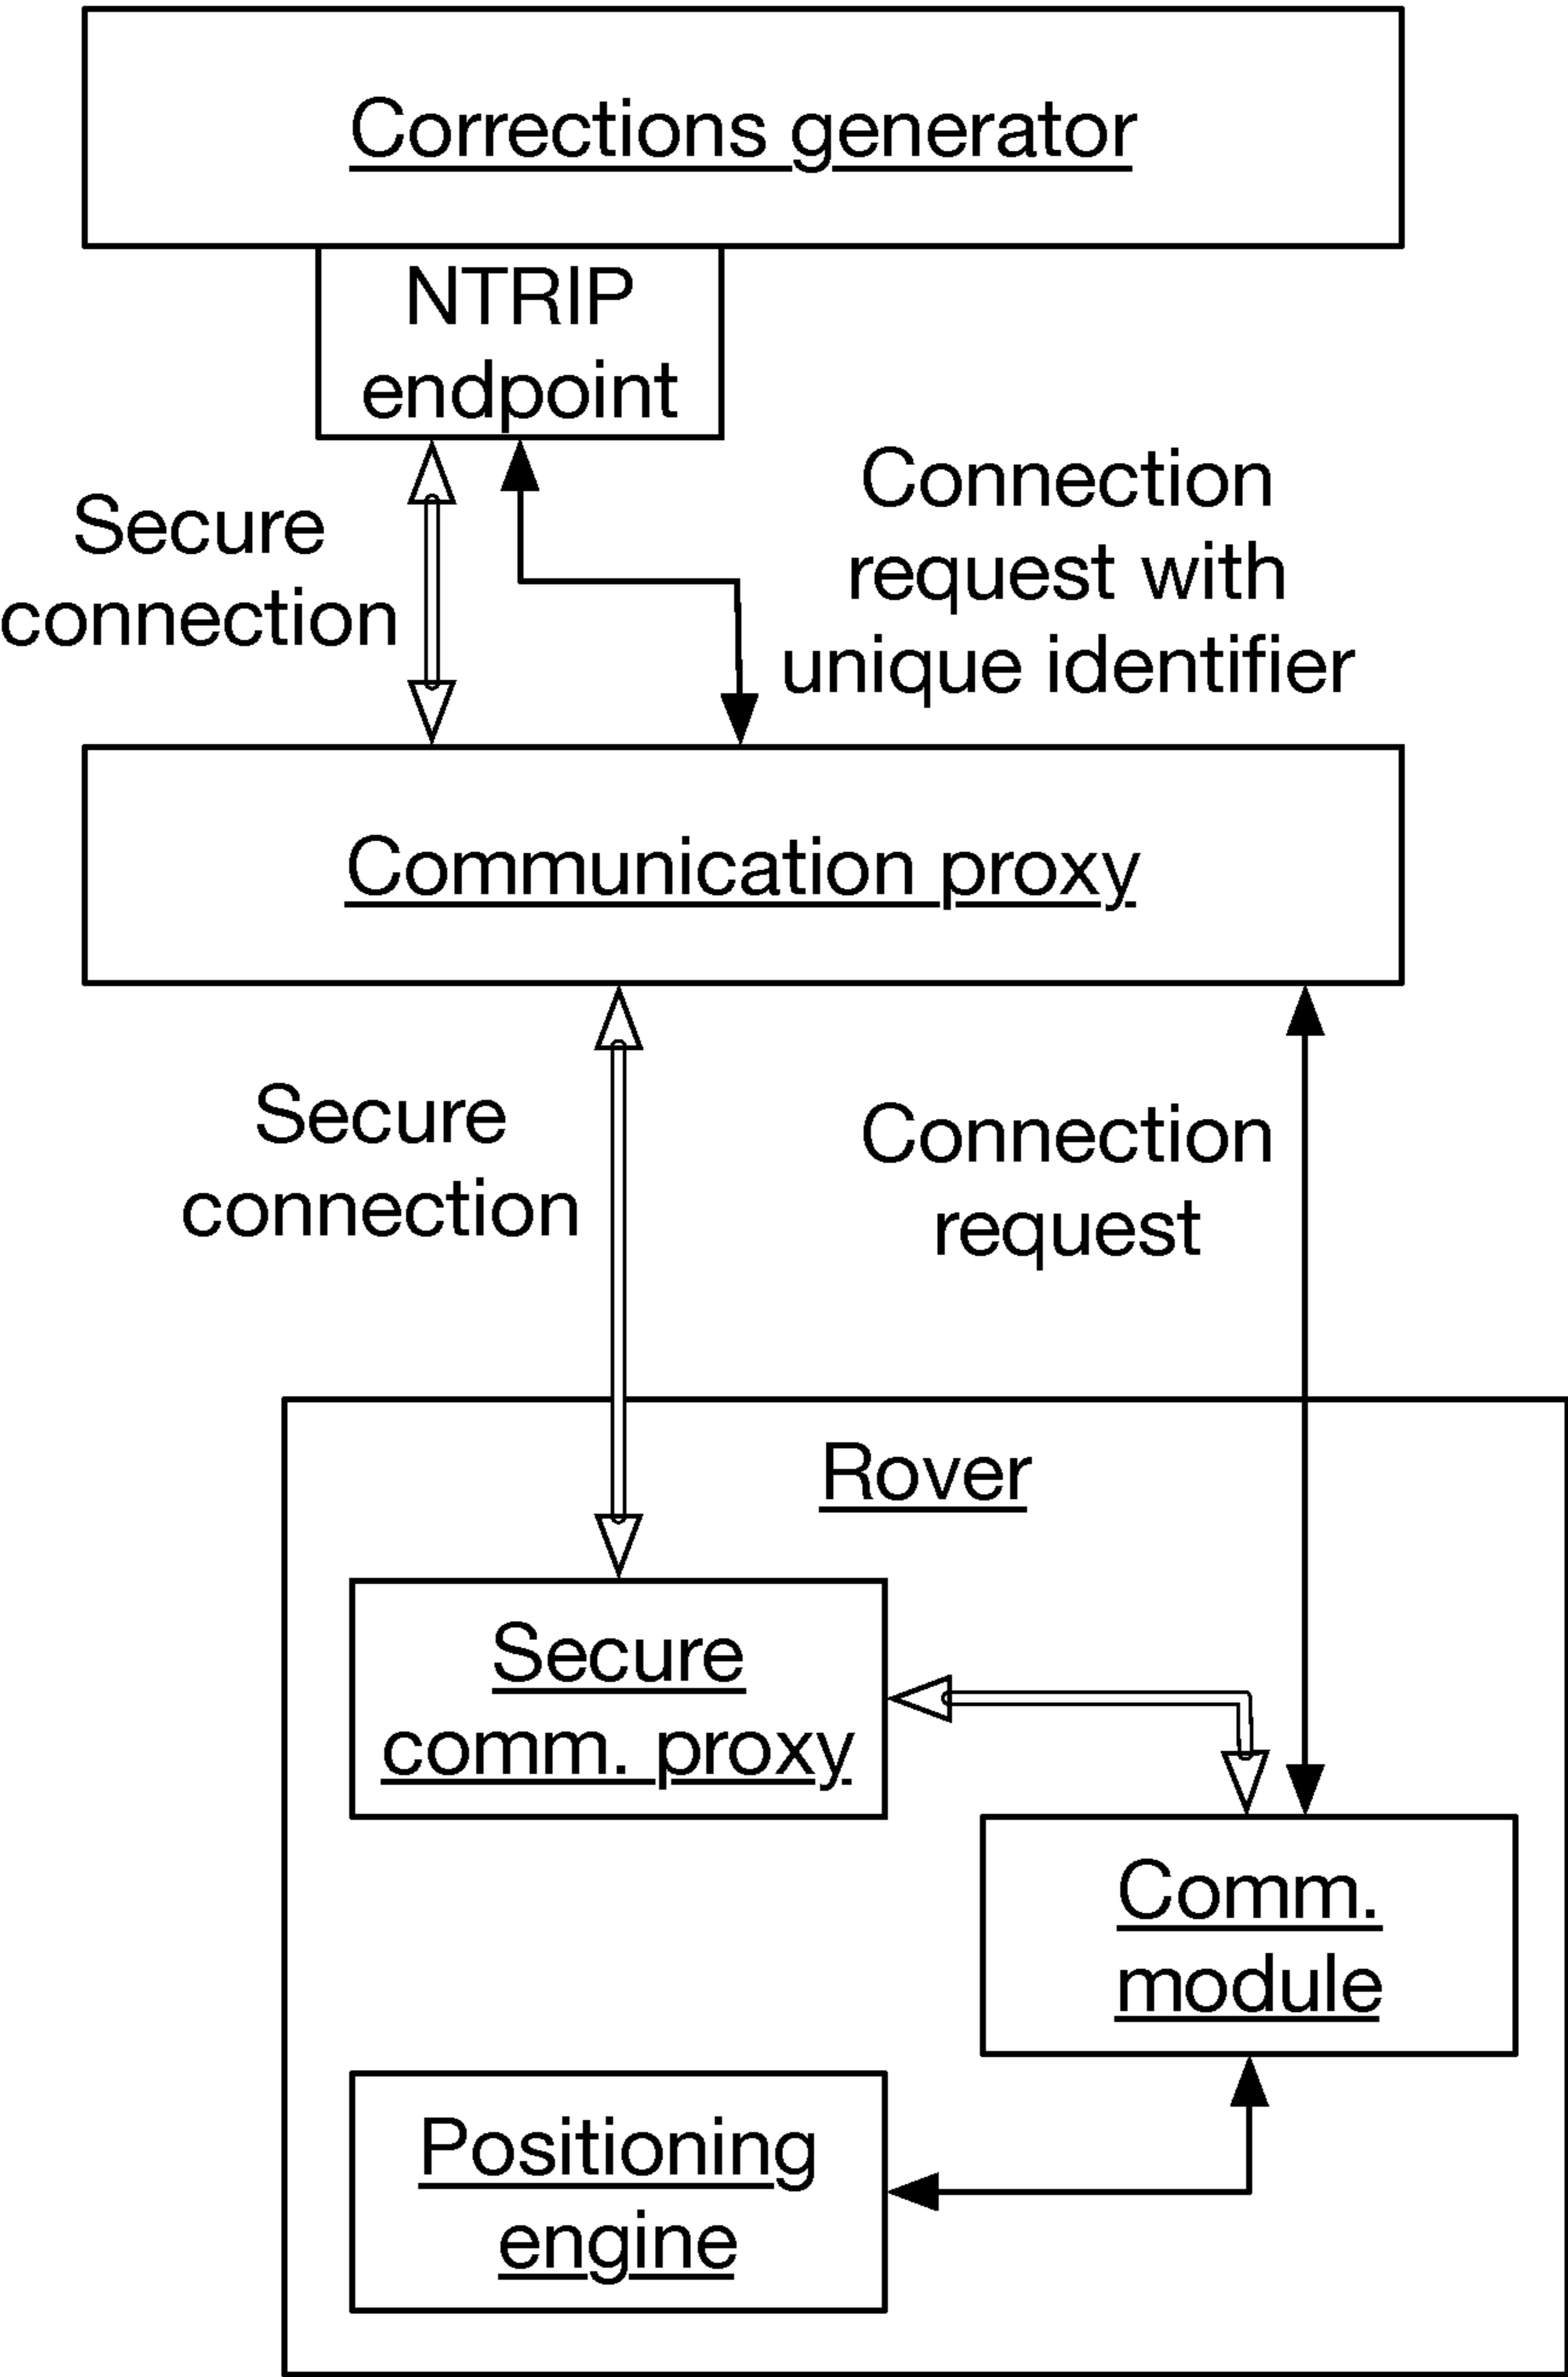 Corrections generator
NTRIP
endpoint
Secure
connection
Connection
request with
unique identifier
Communication proxy
Secure
connection
Connection
request
Rover
Secure
comm. proxy
Comm.
module
Positioning
engine